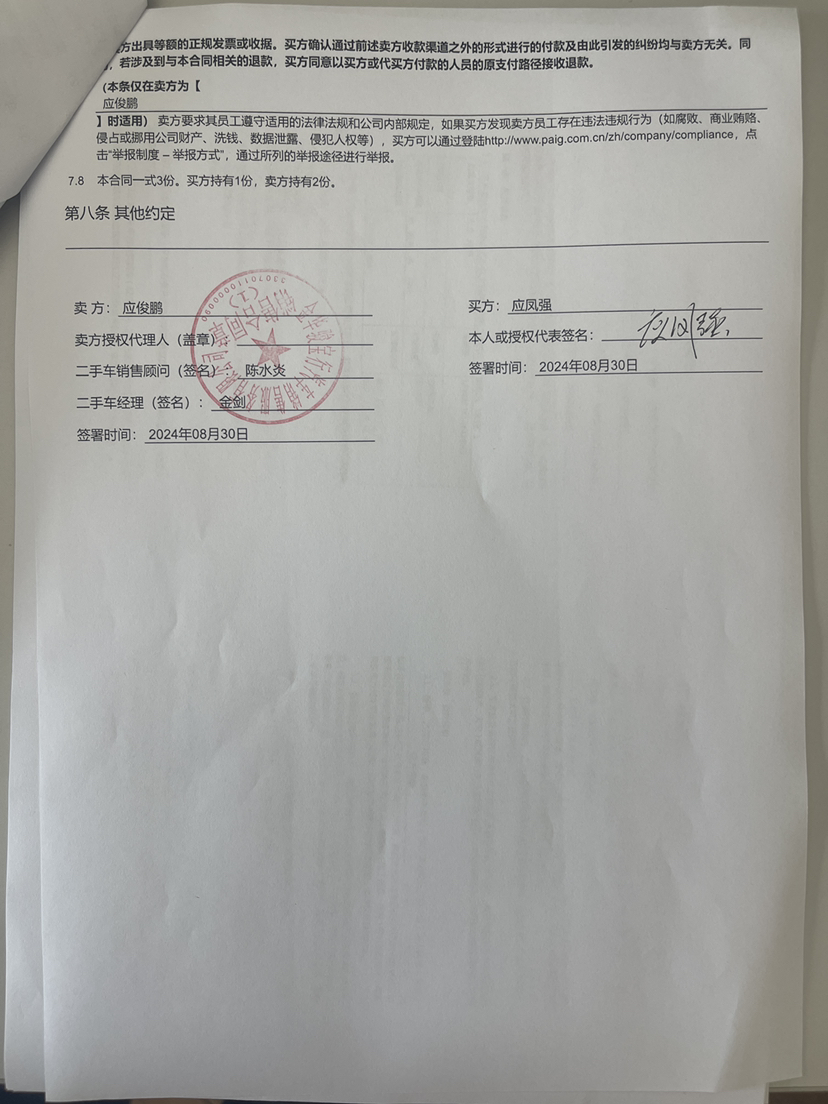 方出具等额的正规发票或收据。买方确认通过前述卖方收款渠道之外的形式进行的付款及由此引发的纠纷均与卖方无关。同
，若涉及到与本合同相关的退款，买方同意以买方或代买方付款的人员的原支付路径接收退款。
（本条仅在卖方为【
应俊鹏
】时适用） 卖方要求其员工遵守适用的法律法规和公司内部规定，如果买方发现卖方员工存在违法违规行为（如腐败、商业贿赂、
侵占或挪用公司财产、洗钱、数据泄露、侵犯人权等），买方可以通过登陆http://www.paig.com.cn/zh/company/compliance，点
击“举报制度 – 举报方式”，通过所列的举报途径进行举报。
7.8 本合同一式3份。买方持有1份，卖方持有2份。
第八条 其他约定
卖 方： 应俊鹏
卖方授权代理人（盖章）：
二手车销售顾问（签名）： 陈水炎
二手车经理（签名）： 金剑
签署时间： 2024年08月30日
买方： 应凤强
本人或授权代表签名： 应凤强
签署时间： 2024年08月30日
合同
(1)